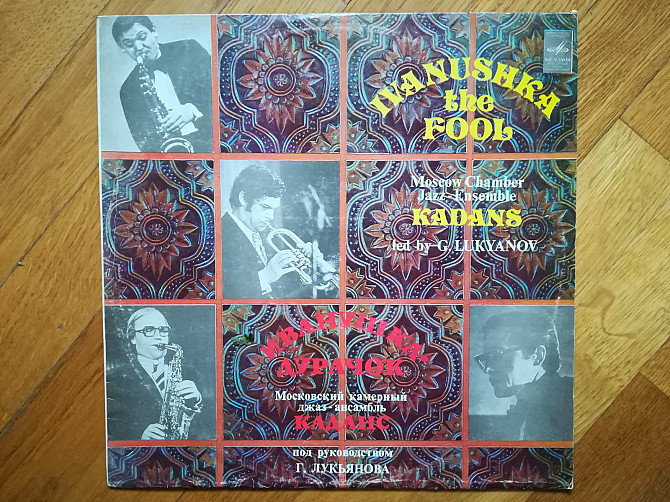 IVANUSHKA
the
FOOL
МЕЛОДИЯ
Moscow Chamber
Jazz-Ensemble
KADANS
led by G. LUKYANOV
ИВАНУШКА-
ДУРАЧОК
Московский камерный
джаз-ансамбль
КАДАНС
под руководством
Г. ЛУКЬЯНОВА